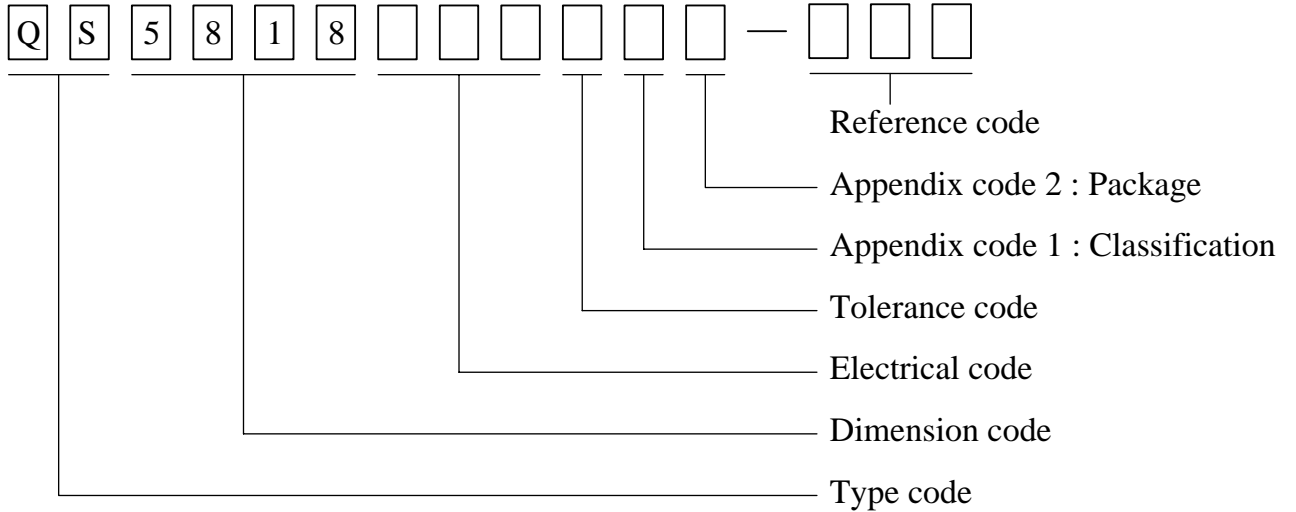 Q S 5 8 1 8 —
Reference code
Appendix code 2 : Package
Appendix code 1 : Classification
Tolerance code
Electrical code
Dimension code
Type code